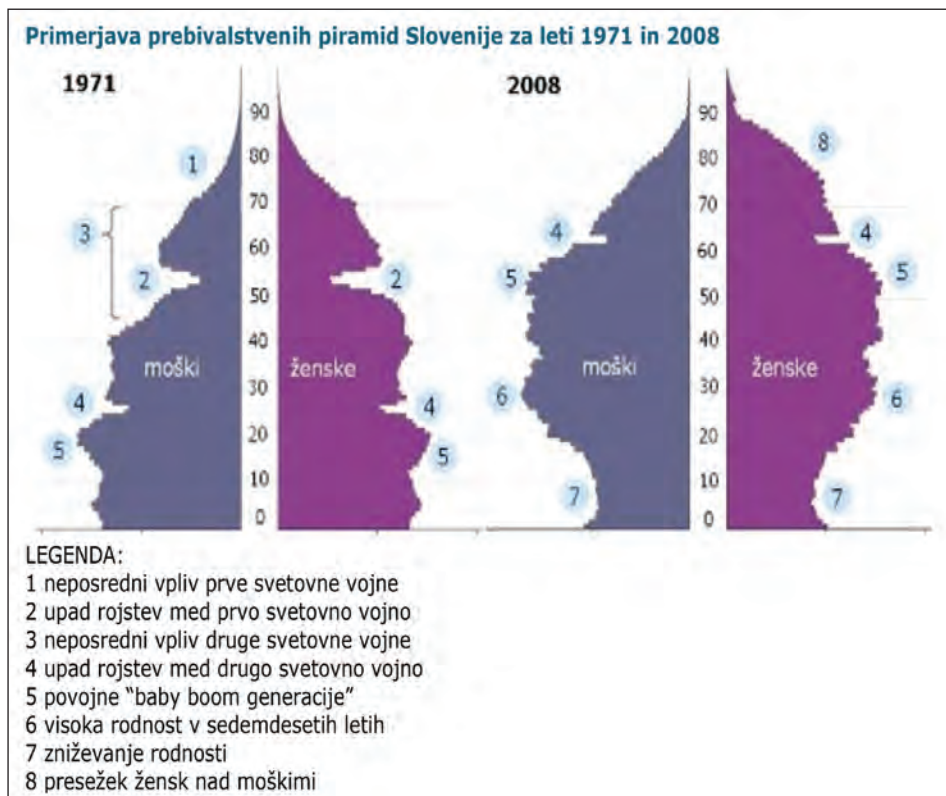 Primerjava prebivalstvenih piramid Slovenije za leti 1971 in 2008
1971
2008
90
80
70
60
50
40
30
20
10
0
1
3
2
2
moški
ženske
4
4
5
5
90
80
70
60
50
40
30
20
10
0
8
4
4
5
5
moški
ženske
6
6
7
7
LEGENDA:
1 neposredni vpliv prve svetovne vojne
2 upad rojstev med prvo svetovno vojno
3 neposredni vpliv druge svetovne vojne
4 upad rojstev med drugo svetovno vojno
5 povojne “baby boom generacije”
6 visoka rodnost v sedemdesetih letih
7 zniževanje rodnosti
8 presežek žensk nad moškimi